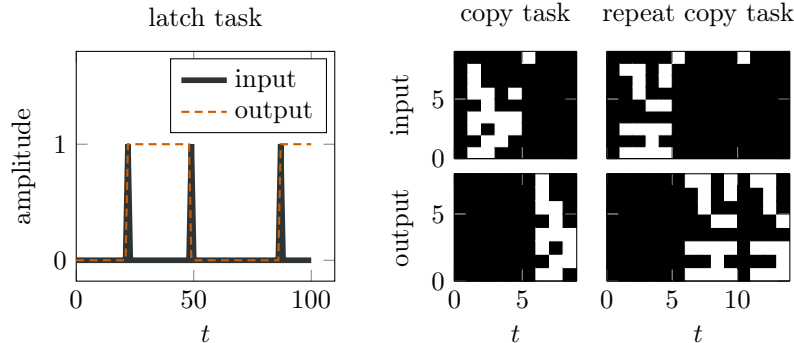 latch task
amplitude
1
0
input
output
0
50
100
t
copy task
repeat copy task
input
5
0
output
5
0
0
5
t
0
5
10
t